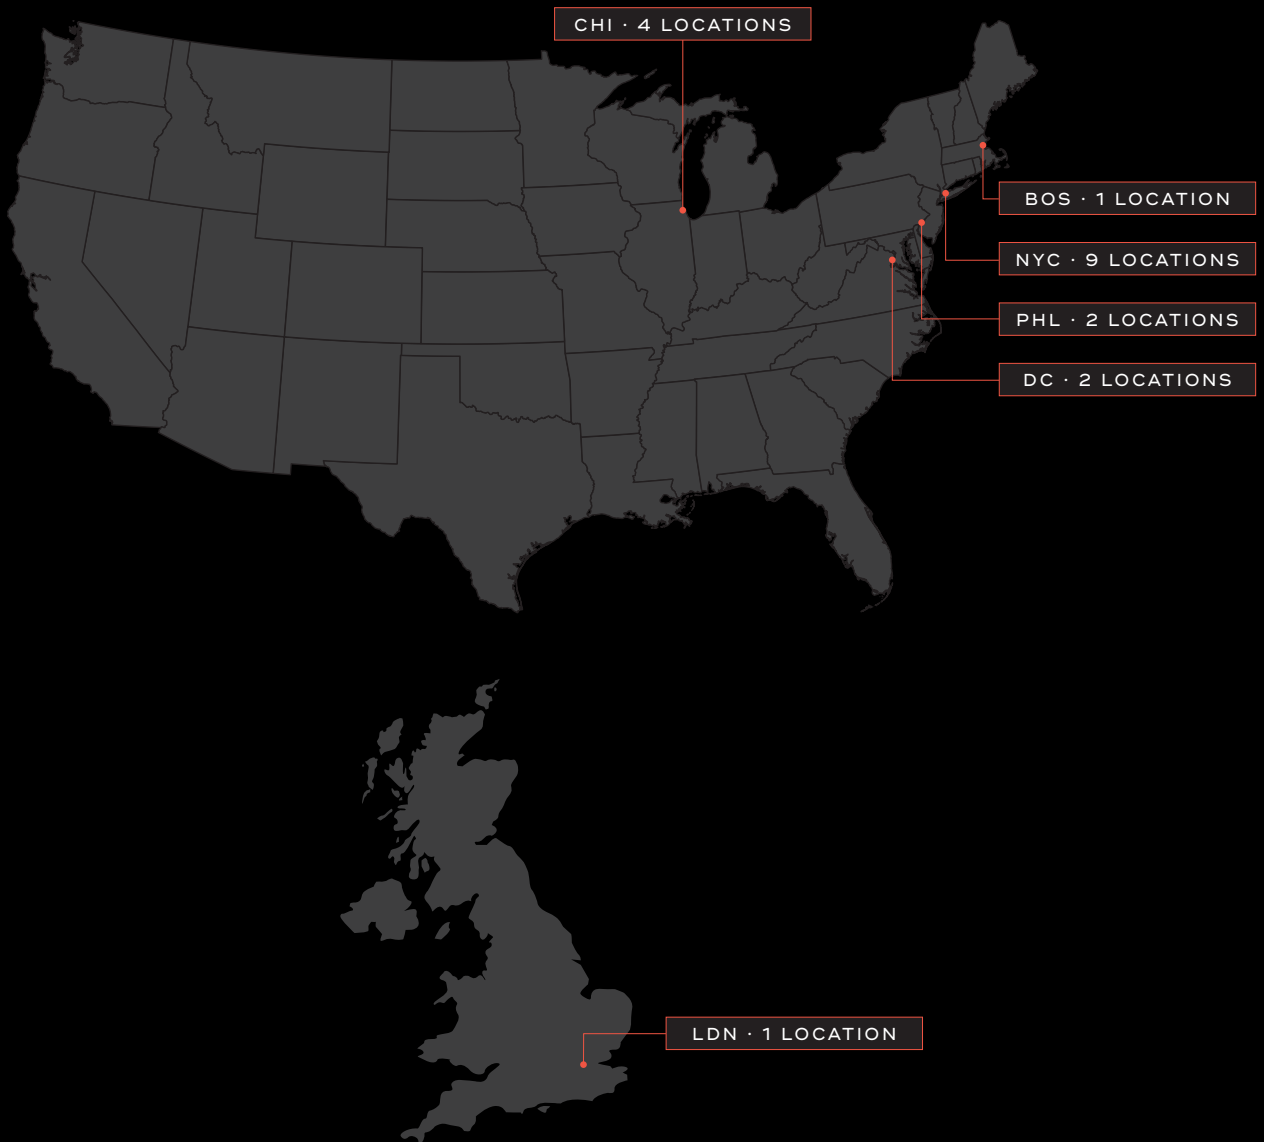 CHI · 4 LOCATIONS
BOS · 1 LOCATION
NYC · 9 LOCATIONS
PHL · 2 LOCATIONS
DC · 2 LOCATIONS
LDN · 1 LOCATION